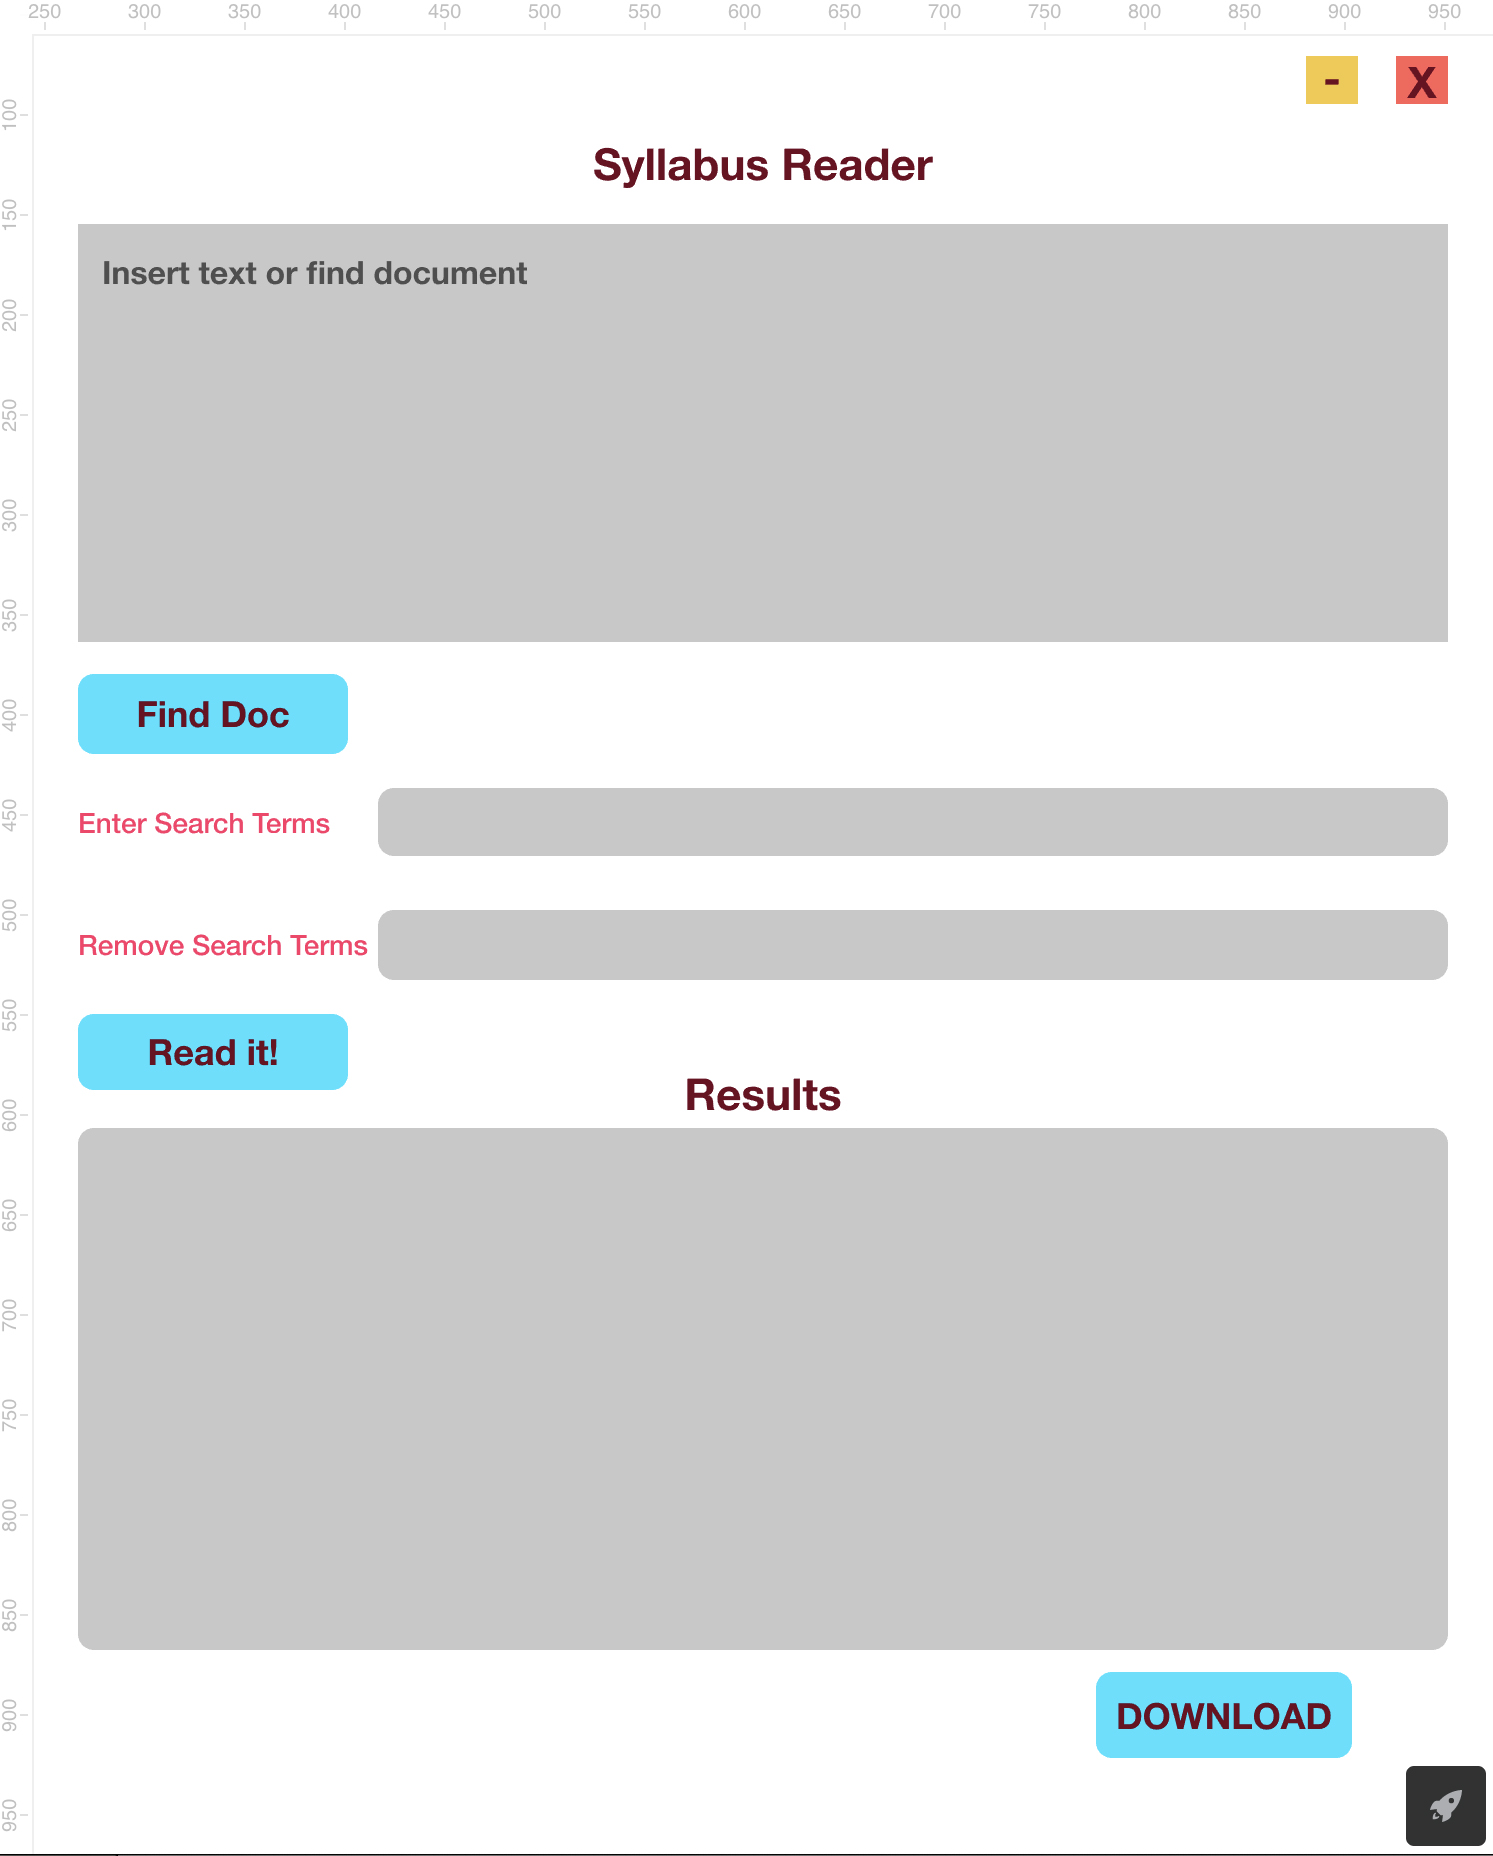 250 300 350 400 450 500 550 600 650 700 750 800 850 900 950
- X
100
Syllabus Reader
150
Insert text or find document
200
250
300
350
Find Doc
400
Enter Search Terms
450
Remove Search Terms
500
550
Read it!
Results
600
650
700
750
800
850
DOWNLOAD
900
950